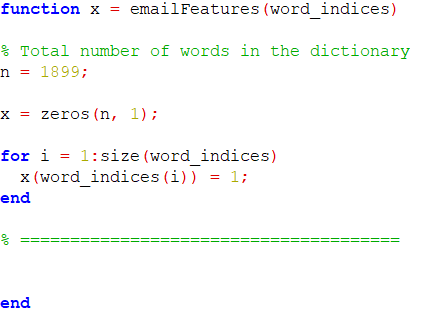 function x = emailFeatures(word_indices)
% Total number of words in the dictionary
n = 1899;
x = zeros(n, 1);
for i = 1:size(word_indices)
  x(word_indices(i)) = 1;
end
% ======================================
end